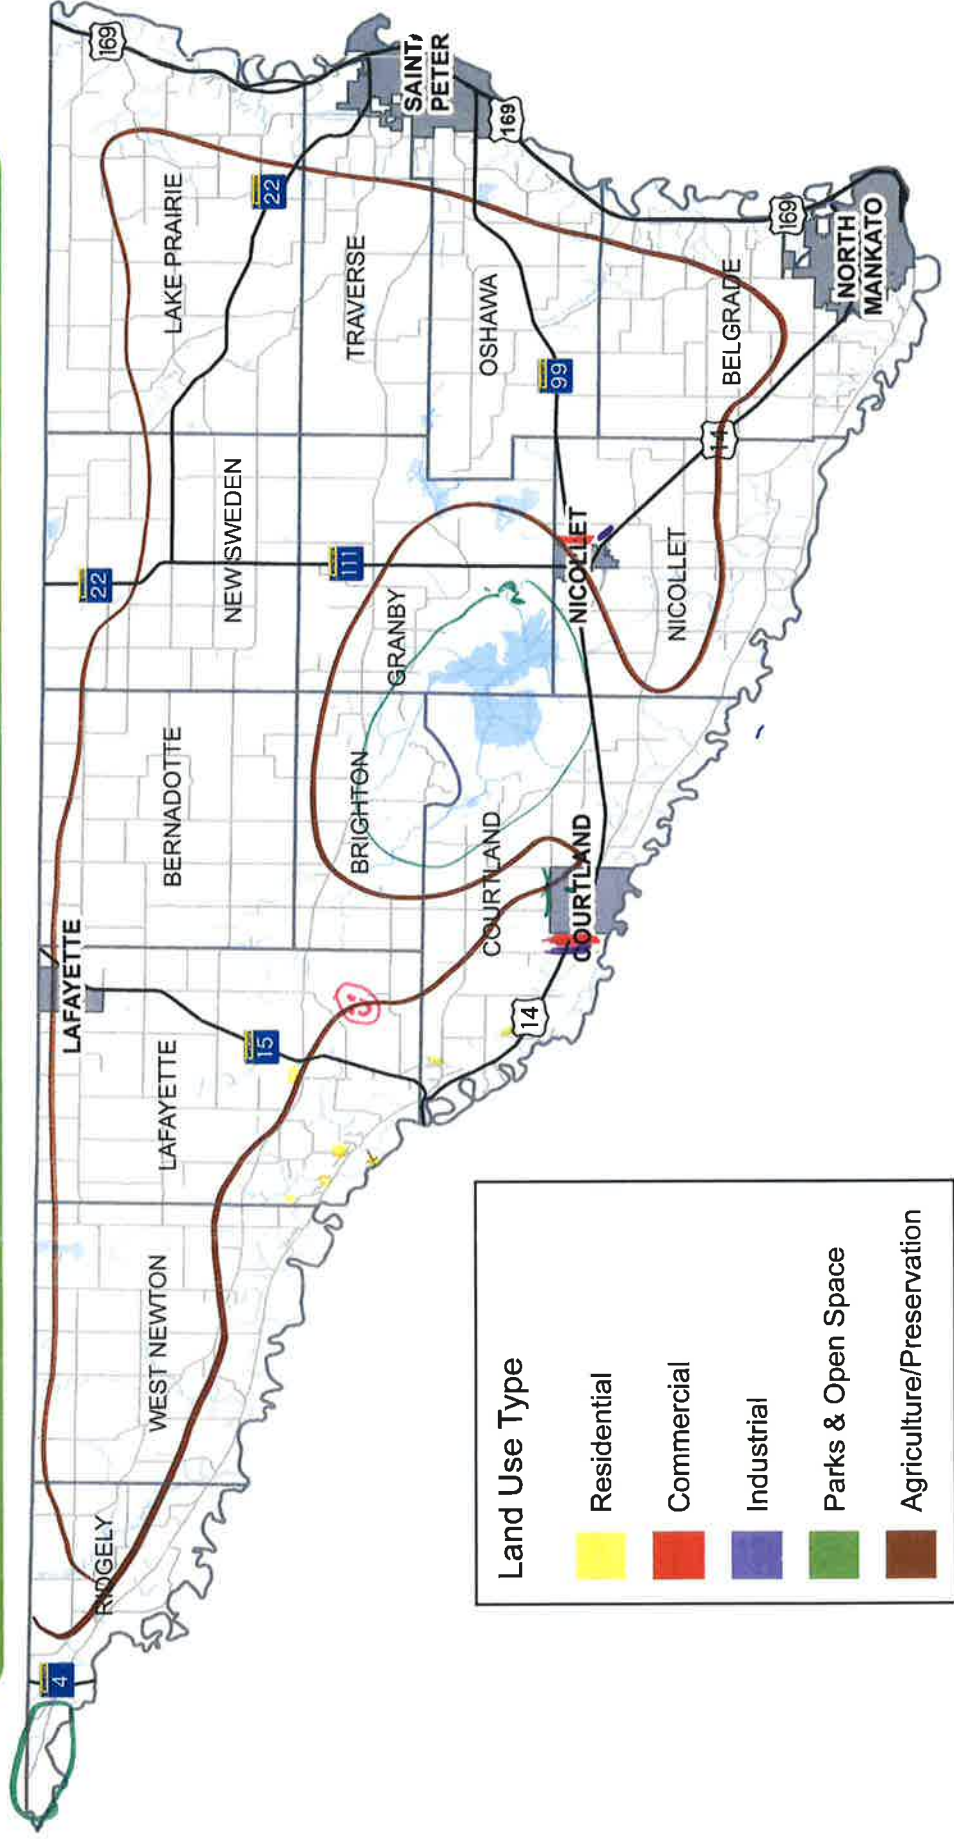 169
SAINT
PETER
22
LAKE PRAIRIE
169
TRAVERSE
OSHAWA
169
NORTH
MANKATO
BELGRADE
99
14
22
NEW SWEDEN
111
GRANBY
NICOLLET
NICOLLET
BERNADOTTE
BRIGHTON
COURTLAND
COURTLAND
LAFAYETTE
LAFAYETTE
15
14
WEST NEWTON
RIDGELY
4
Land Use Type
Residential
Commercial
Industrial
Parks & Open Space
Agriculture/Preservation